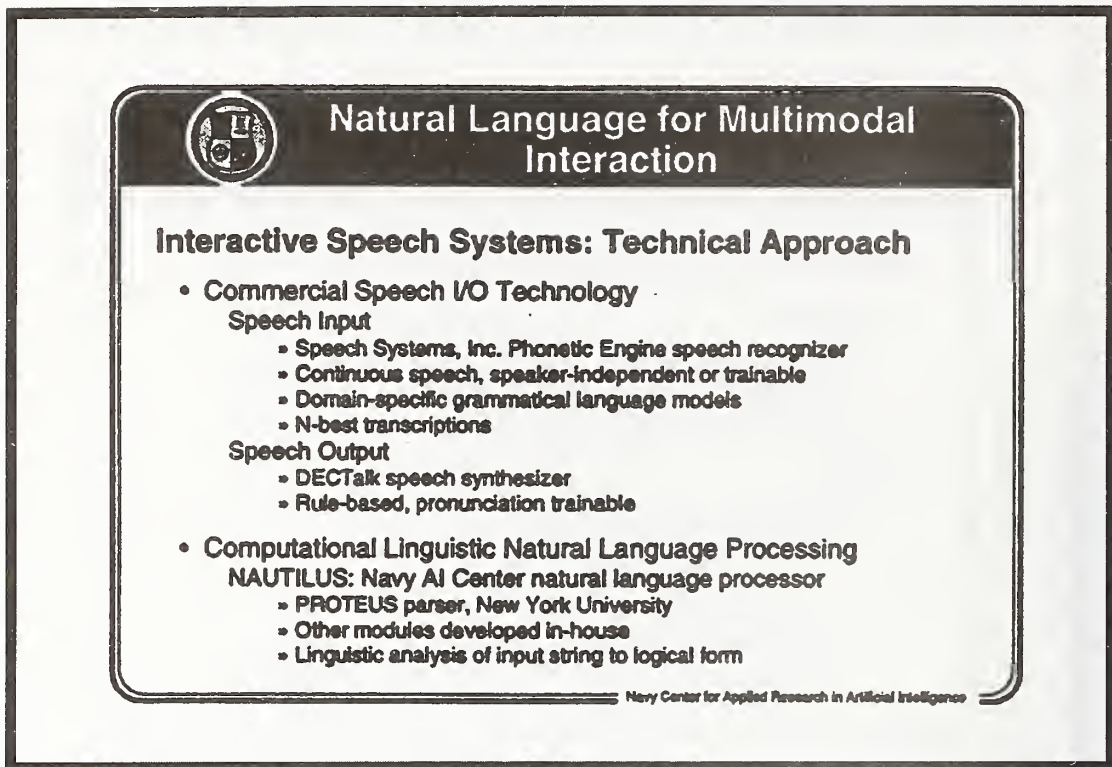 Natural Language for Multimodal
Interaction
Interactive Speech Systems: Technical Approach
• Commercial Speech I/O Technology
Speech Input
» Speech Systems, Inc. Phonetic Engine speech recognizer
» Continuous speech, speaker-independent or trainable
» Domain-specific grammatical language models
» N-best transcriptions
Speech Output
» DECTalk speech synthesizer
» Rule-based, pronunciation trainable
• Computational Linguistic Natural Language Processing
NAUTILUS: Navy AI Center natural language processor
» PROTEUS parser, New York University
» Other modules developed in-house
» Linguistic analysis of input string to logical form
Navy Center for Applied Research in Artificial Intelligence